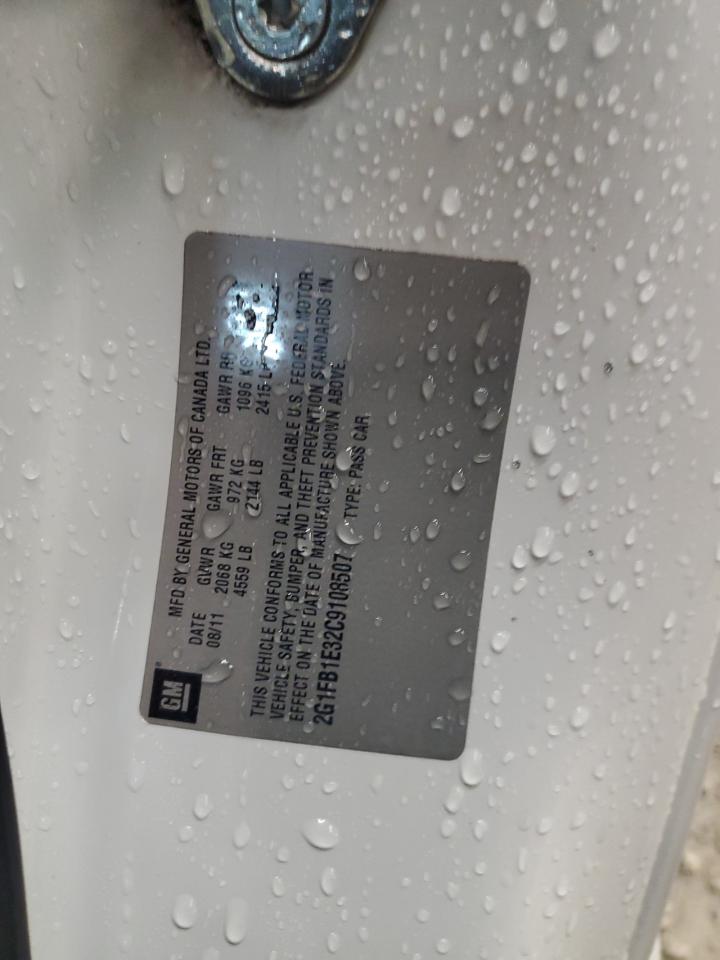 GM
MFD BY GENERAL MOTORS OF CANADA LTD.
DATE GVWR GAWR FRT GAWR RR
08/11 2068 KG 972 KG 1096 KG
4559 LB 2144 LB 2415 LB
THIS VEHICLE CONFORMS TO ALL APPLICABLE U.S. FEDERAL MOTOR
VEHICLE SAFETY, BUMPER, AND THEFT PREVENTION STANDARDS IN
EFFECT ON THE DATE OF MANUFACTURE SHOWN ABOVE.
2G1FB1E32C9108507 TYPE: PASS CAR